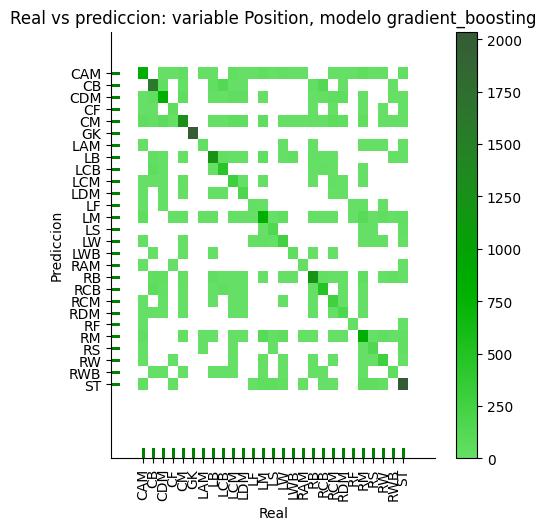 Real vs prediccion: variable Position, modelo gradient_boosting
Prediccion
CAM
CB
CDM
CF
CM
GK
LAM
LB
LCB
LCM
LDM
LF
LM
LS
LW
LWB
RAM
RB
RCB
RCM
RDM
RF
RM
RS
RW
RWB
ST
CAM
CB
CDM
CF
CM
GK
LAM
LB
LCB
LCM
LDM
LF
LM
LS
LW
LWB
RAM
RB
RCB
RCM
RDM
RF
RM
RS
RW
RWB
ST
Real
2000
1750
1500
1250
1000
750
500
250
0